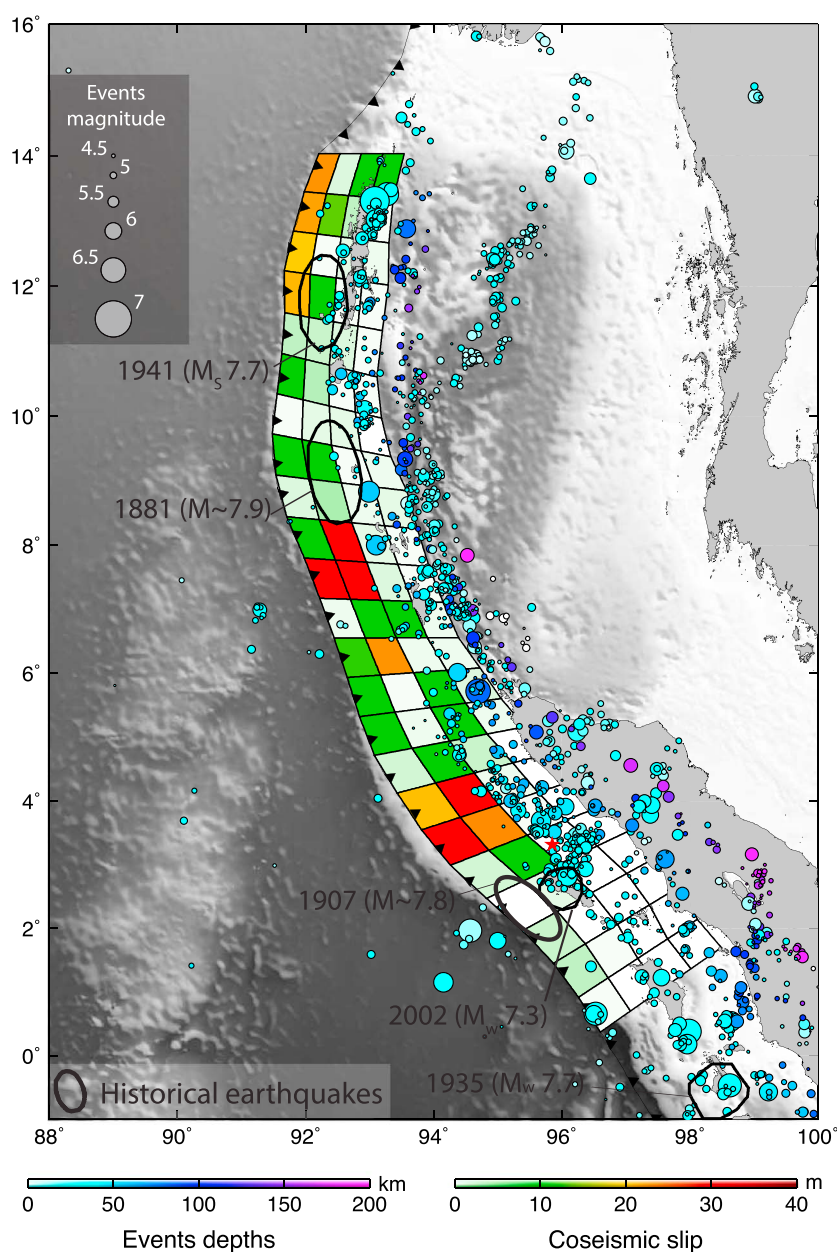 16°
14°
12°
10°
8°
6°
4°
2°
0°
Events
magnitude
4.5
5
5.5
6
6.5
7
1941 (MS 7.7)
1881 (M~7.9)
1907 (M~7.8)
2002 (Mw 7.3)
1935 (Mw 7.7)
Historical earthquakes
88° 90° 92° 94° 96° 98° 100°
km
0 50 100 150 200
Events depths
m
0 10 20 30 40
Coseismic slip